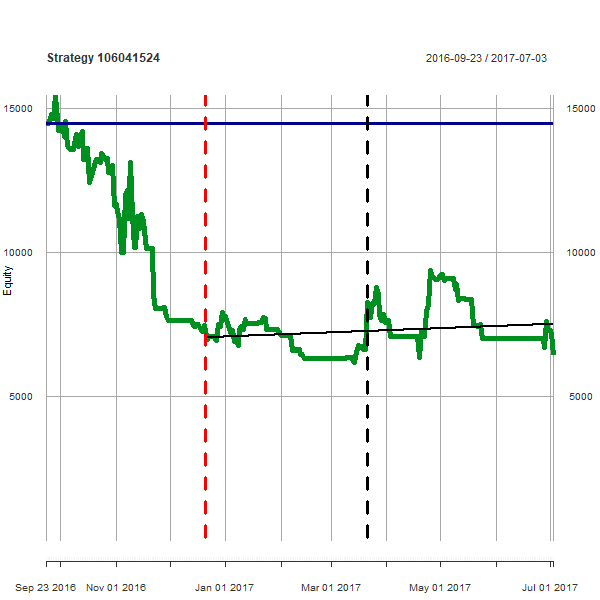 Strategy 106041524
2016-09-23 / 2017-07-03
15000
15000
10000
10000
Equity
5000
5000
Sep 23 2016
Nov 01 2016
Jan 01 2017
Mar 01 2017
May 01 2017
Jul 01 2017